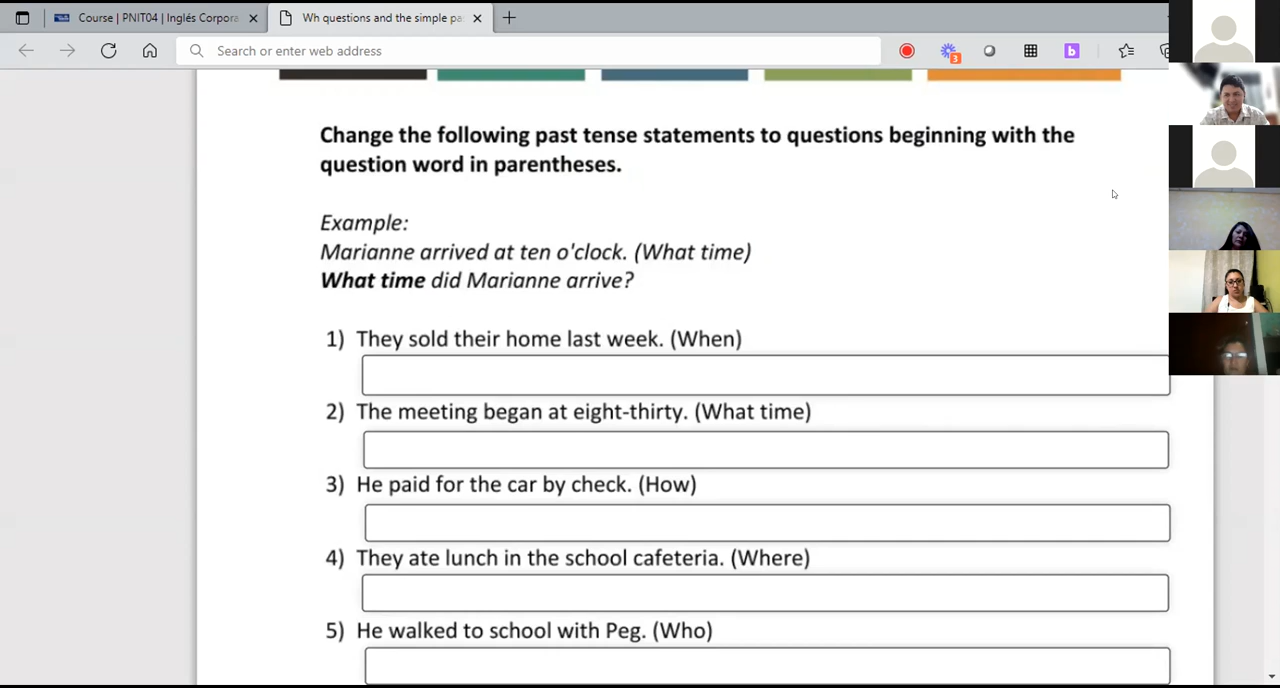 Course | PNIT04 | Inglés Corpora
Wh questions and the simple pa
Search or enter web address
3
b
Change the following past tense statements to questions beginning with the
question word in parentheses.
Example:
Marianne arrived at ten o'clock. (What time)
What time did Marianne arrive?
1) They sold their home last week. (When)
2) The meeting began at eight-thirty. (What time)
3) He paid for the car by check. (How)
4) They ate lunch in the school cafeteria. (Where)
5) He walked to school with Peg. (Who)